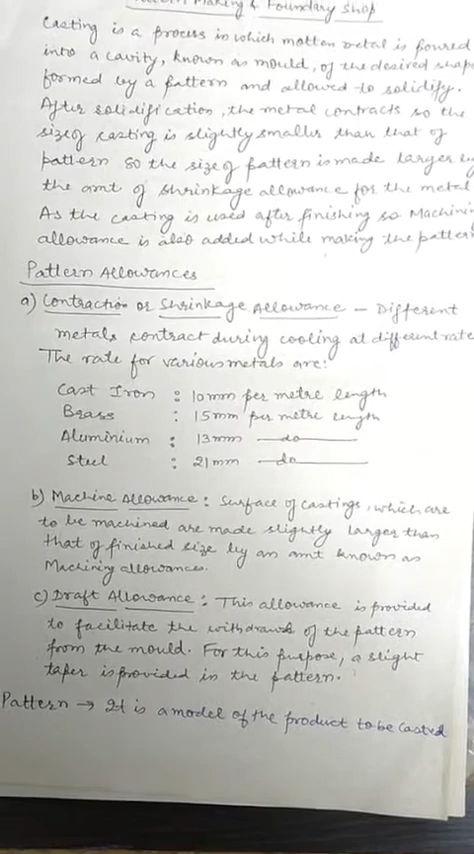 Pattern Making & Foundry Shop
Casting is a process in which motten metal is poured
into a cavity, known as mould, of the desired shape
formed by a pattern and allowed to solidify.
After solidification, the metal contracts so the
size of casting is slightly smaller than that of
pattern so the size of pattern is made larger by
the amt of shrinkage allowance for the metal
As the casting is used after finishing so Machini
allowance is also added while making the pattern
Pattern Allowances
a) Contraction or Shrinkage Allowance – Different
metals contract during cooling at different rate
The rate for various metals are:
Cast Iron : 10mm per metre length
Brass : 15mm per metre length
Aluminium : 13mm —do—
Steel : 21mm —do—
b) Machine Allowance : Surface of castings, which are
to be machined are made slightly larger than
that of finished size by an amt known as
Machining allowances.
c) Draft Allowance : This allowance is provided
to facilitate the withdrawl of the pattern
from the mould. For this purpose, a slight
taper is provided in the pattern.
Pattern → It is a model of the product to be casted